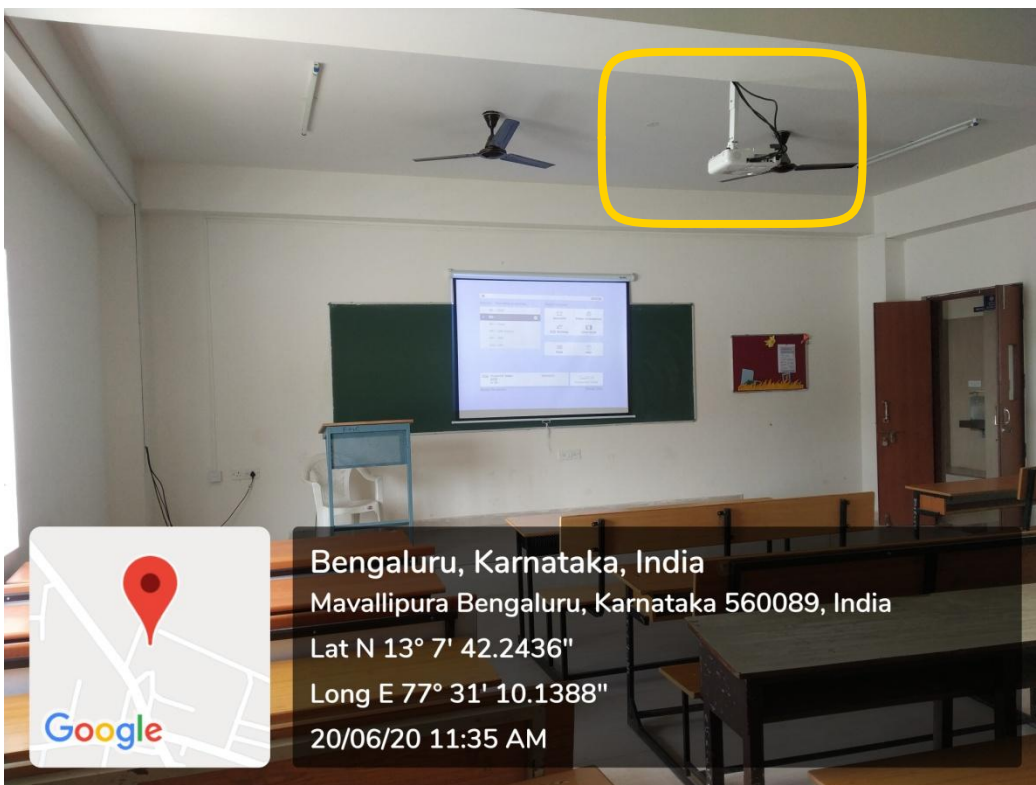 Bengaluru, Karnataka, India
Mavallipura Bengaluru, Karnataka 560089, India
Lat N 13° 7' 42.2436"
Long E 77° 31' 10.1388"
20/06/20 11:35 AM
Google